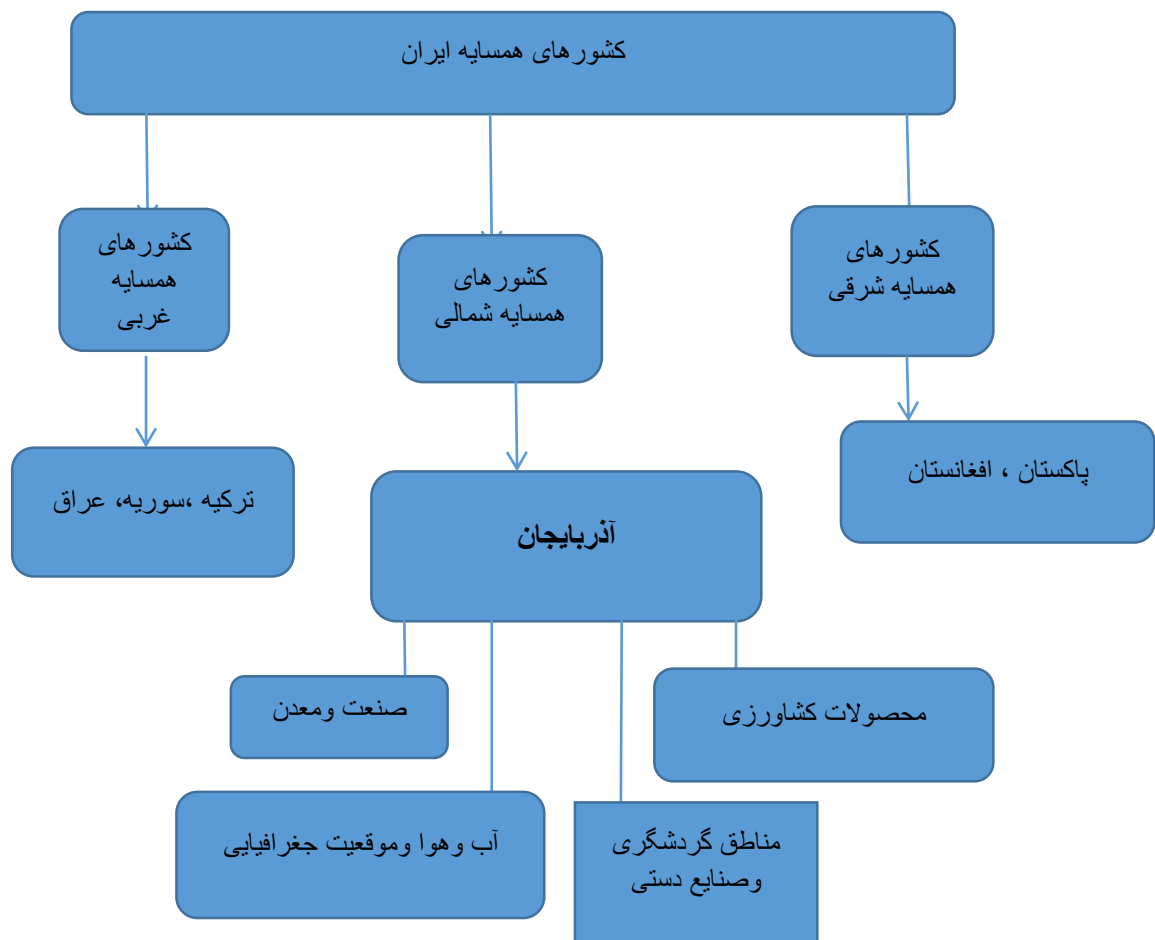 کشورهای همسایه ایران
کشورهای
همسایه شرقی
کشورهای
همسایه شمالی
کشورهای
همسایه
غربی
پاکستان ، افغانستان
آذربایجان
ترکیه ،سوریه، عراق
محصولات کشاورزی
صنعت ومعدن
مناطق گردشگری
وصنایع دستی
آب وهوا وموقعیت جغرافیایی